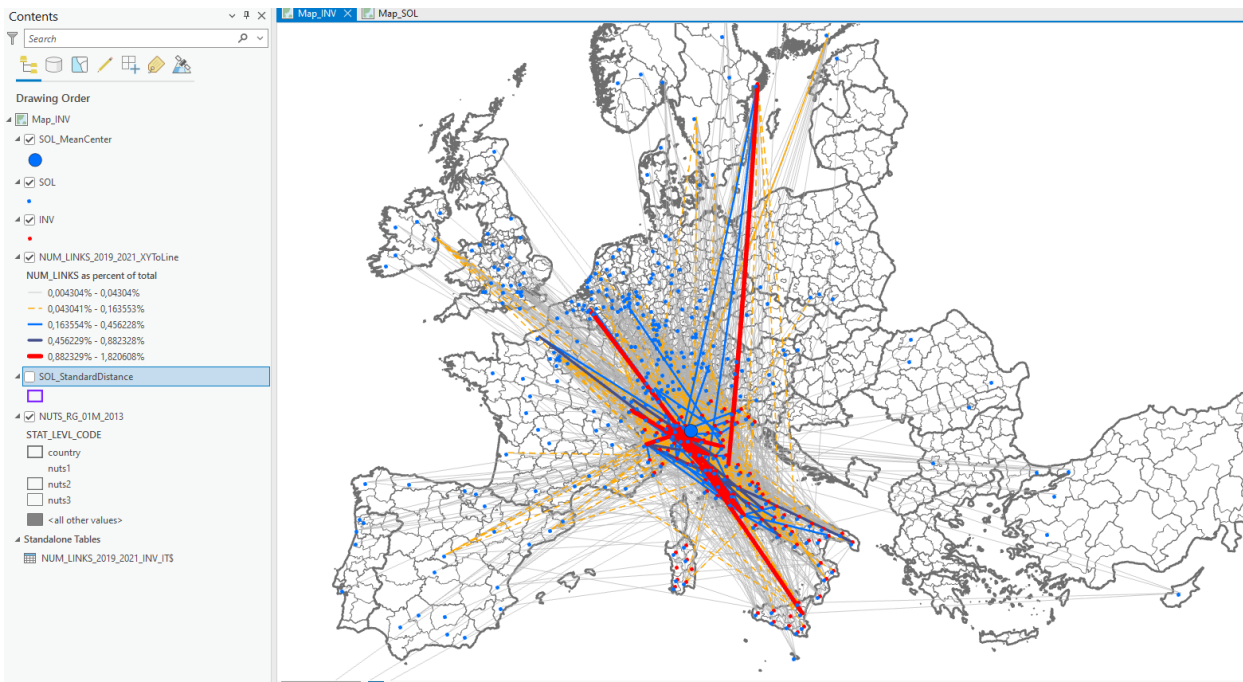 Contents
Map_INV
Map_SOL
Search
Drawing Order
Map_INV
SOL_MeanCenter
SOL
INV
NUM_LINKS_2019_2021_XYToLine
NUM_LINKS as percent of total
0,004304% - 0,04304%
0,043041% - 0,163553%
0,163554% - 0,456228%
0,456229% - 0,882328%
0,882329% - 1,820608%
SOL_StandardDistance
NUTS_RG_01M_2013
STAT_LEVL_CODE
country
nuts1
nuts2
nuts3
<all other values>
Standalone Tables
NUM_LINKS_2019_2021_INV_IT$